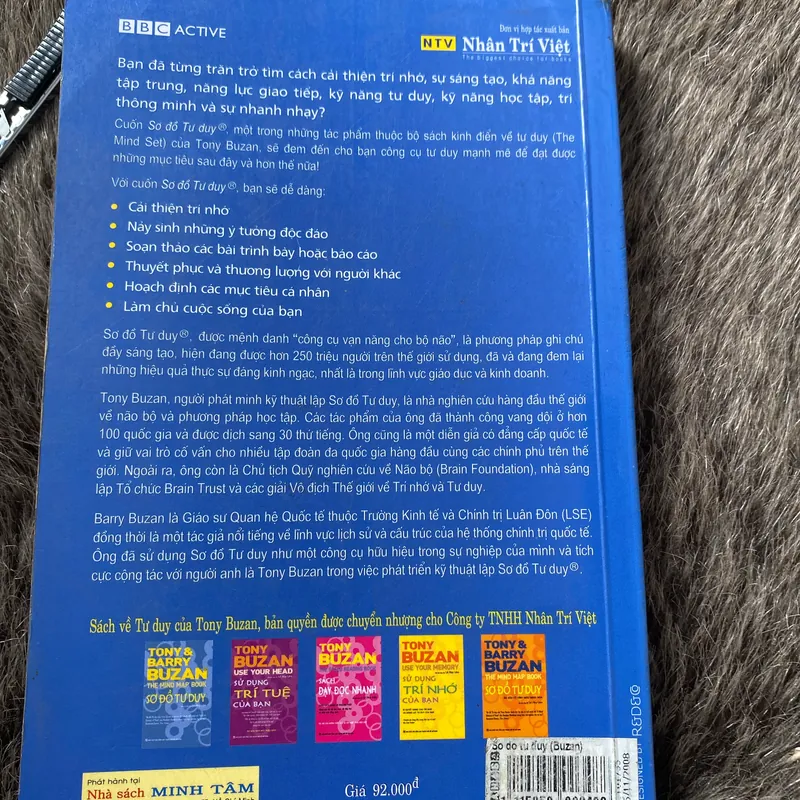 BBC ACTIVE
Đơn vị hợp tác xuất bản
NTV Nhân Trí Việt
The biggest choice for books
Bạn đã từng trăn trở tìm cách cải thiện trí nhớ, sự sáng tạo, khả năng
tập trung, năng lực giao tiếp, kỹ năng tư duy, kỹ năng học tập, trí
thông minh và sự nhanh nhạy?
Cuốn Sơ đồ Tư duy®, một trong những tác phẩm thuộc bộ sách kinh điển về tư duy (The
Mind Set) của Tony Buzan, sẽ đem đến cho bạn công cụ tư duy mạnh mẽ để đạt được
những mục tiêu sau đây và hơn thế nữa!
Với cuốn Sơ đồ Tư duy®, bạn sẽ dễ dàng:
• Cải thiện trí nhớ
• Nảy sinh những ý tưởng độc đáo
• Soạn thảo các bài trình bày hoặc báo cáo
• Thuyết phục và thương lượng với người khác
• Hoạch định các mục tiêu cá nhân
• Làm chủ cuộc sống của bạn
Sơ đồ Tư duy®, được mệnh danh "công cụ vạn năng cho bộ não", là phương pháp ghi chú
đầy sáng tạo, hiện đang được hơn 250 triệu người trên thế giới sử dụng, đã và đang đem lại
những hiệu quả thực sự đáng kinh ngạc, nhất là trong lĩnh vực giáo dục và kinh doanh.
Tony Buzan, người phát minh kỹ thuật lập Sơ đồ Tư duy, là nhà nghiên cứu hàng đầu thế giới
về não bộ và phương pháp học tập. Các tác phẩm của ông đã thành công vang dội ở hơn
100 quốc gia và được dịch sang 30 thứ tiếng. Ông cũng là một diễn giả có đẳng cấp quốc tế
và giữ vai trò cố vấn cho nhiều tập đoàn đa quốc gia hàng đầu cùng các chính phủ trên thế
giới. Ngoài ra, ông còn là Chủ tịch Quỹ nghiên cứu về Não bộ (Brain Foundation), nhà sáng
lập Tổ chức Brain Trust và các giải Vô địch Thế giới về Trí nhớ và Tư duy.
Barry Buzan là Giáo sư Quan hệ Quốc tế thuộc Trường Kinh tế và Chính trị Luân Đôn (LSE)
đồng thời là một tác giả nổi tiếng về lĩnh vực lịch sử và cấu trúc của hệ thống chính trị quốc tế.
Ông đã sử dụng Sơ đồ Tư duy như một công cụ hữu hiệu trong sự nghiệp của mình và tích
cực cộng tác với người anh là Tony Buzan trong việc phát triển kỹ thuật lập Sơ đồ Tư duy®.
Sách về Tư duy của Tony Buzan, bản quyền được chuyển nhượng cho Công ty TNHH Nhân Trí Việt
TONY &
BARRY
BUZAN
THE MIND MAP BOOK
SƠ ĐỒ TƯ DUY
TONY
BUZAN
USE YOUR HEAD
SỬ DỤNG
TRÍ TUỆ
CỦA BẠN
TONY
BUZAN
SÁCH
DẠY ĐỌC NHANH
TONY
BUZAN
USE YOUR MEMORY
SỬ DỤNG
TRÍ NHỚ
CỦA BẠN
TONY &
BARRY
BUZAN
THE MIND MAP BOOK
SƠ ĐỒ TƯ DUY
Phát hành tại
Nhà sách MINH TÂM
Giá 92.000đ
So do tu duy (Buzan)
/11/2008
DESIGNED BY R&D&©